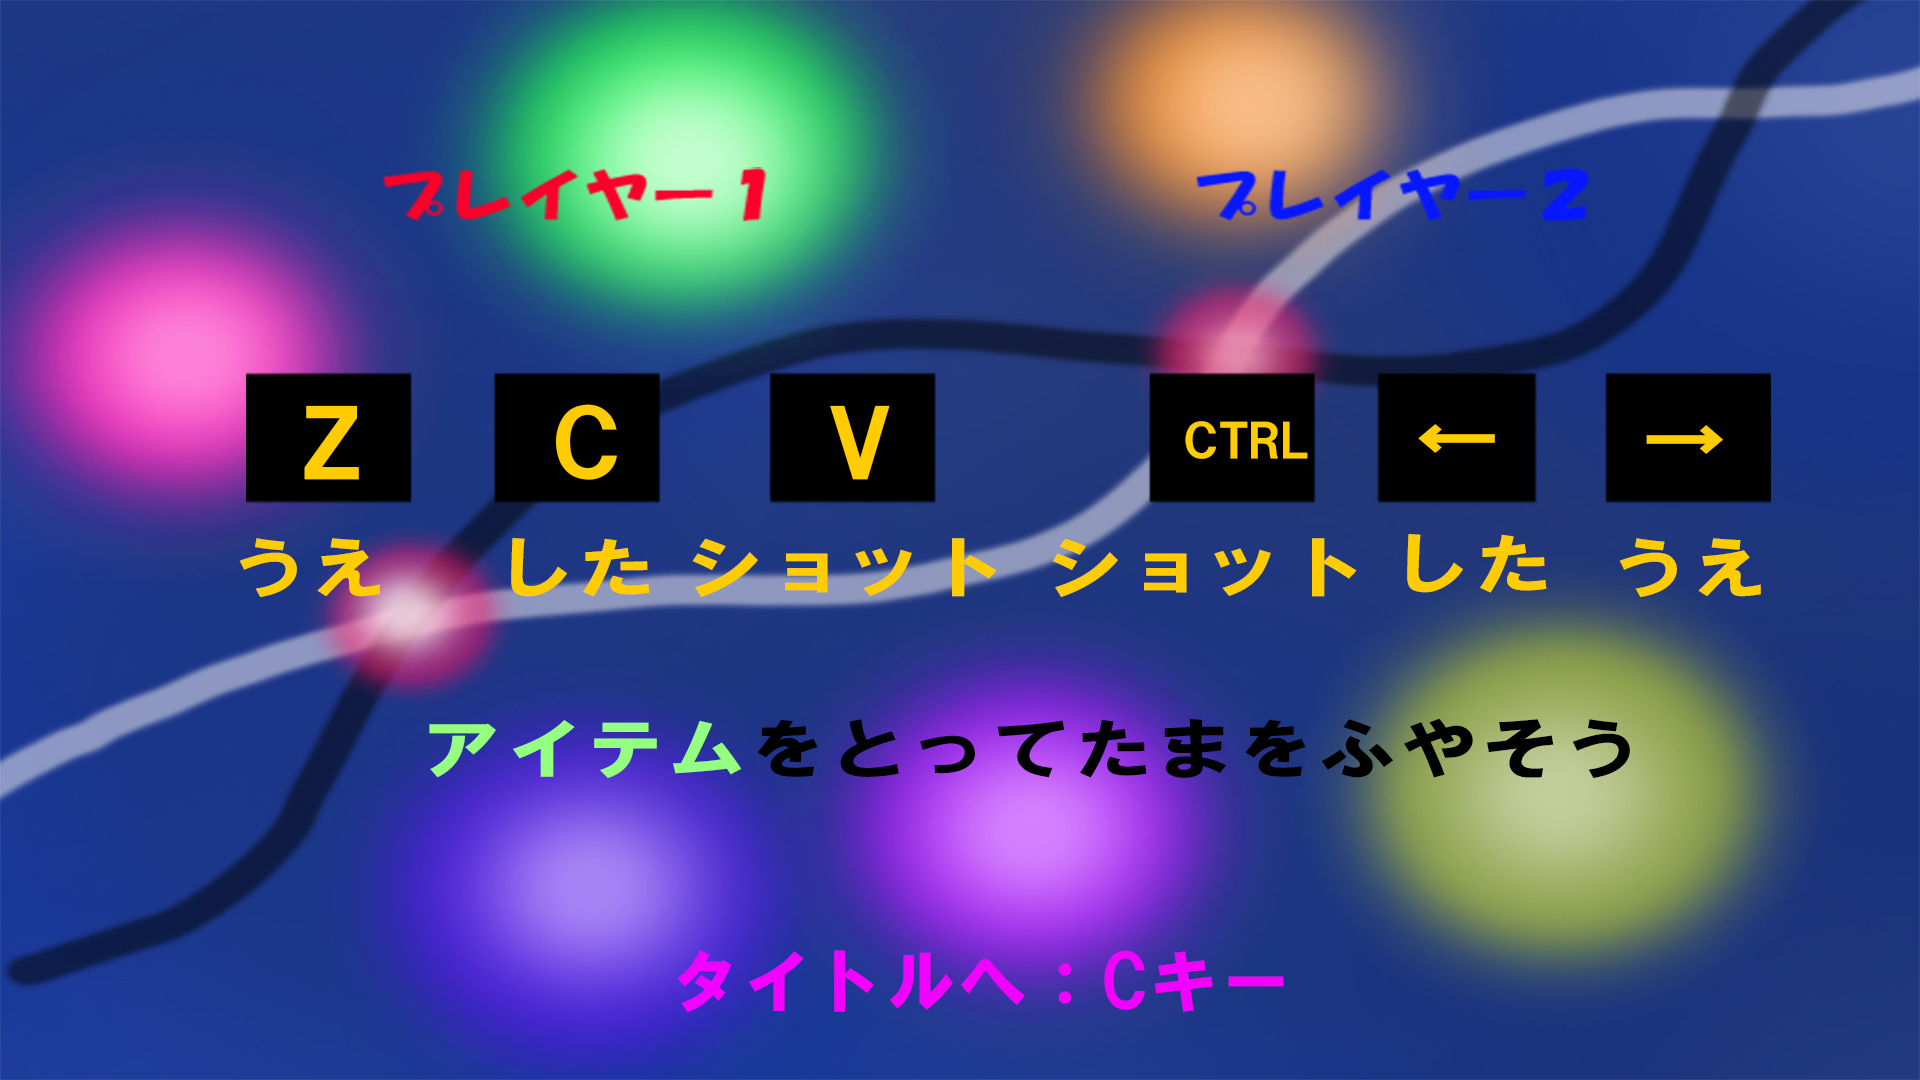 プレイヤー1 プレイヤー2
Z C V CTRL ← →
うえ した ショット ショット した うえ
アイテムをとってたまをふやそう
タイトルへ:Cキー